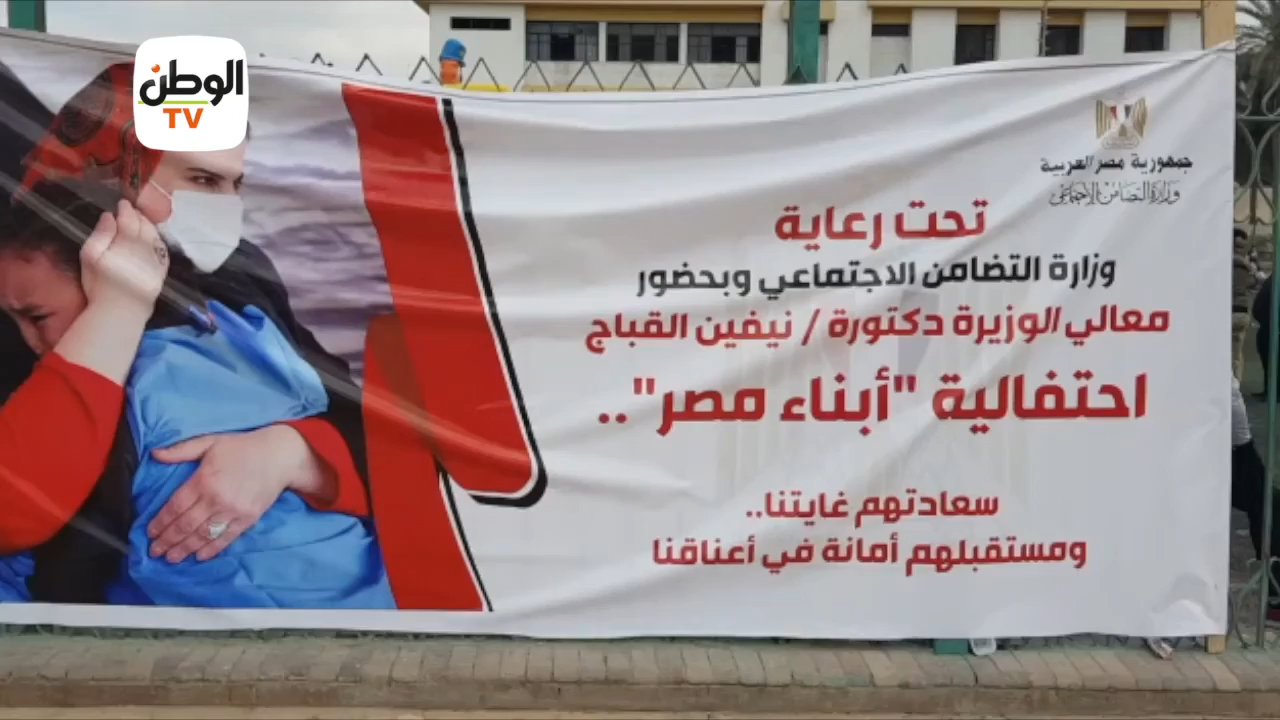 الوطن
TV
جمهورية مصر العربية
وزارة التضامن الاجتماعي
تحت رعاية
وزارة التضامن الاجتماعي وبحضور
معالي الوزيرة دكتورة / نيفين القباج
احتفالية "أبناء مصر"..
سعادتهم غايتنا..
ومستقبلهم أمانة في أعناقنا